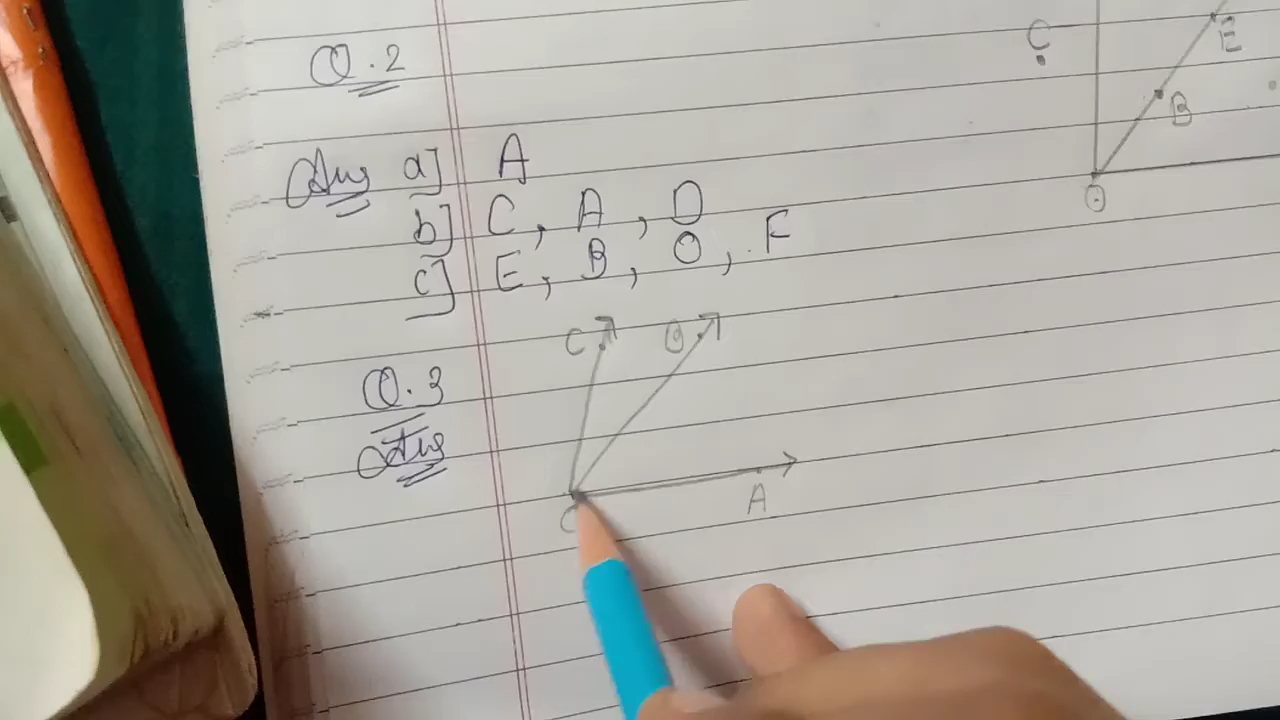 Q.2
Ans a] A
b] C, A, D
c] E, B, O, F
C
E
B
O
Q.3
Ans
C B
A
O